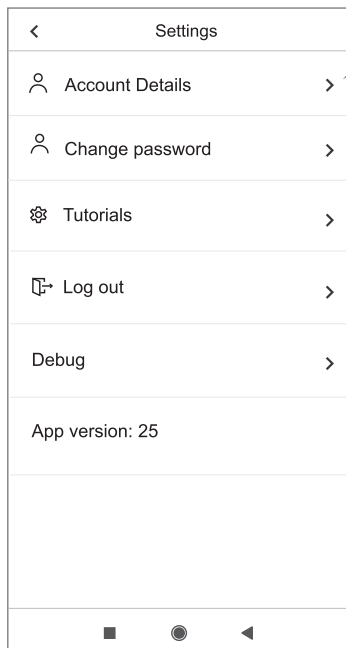 Settings
Account Details
Change password
Tutorials
Log out
Debug
App version: 25